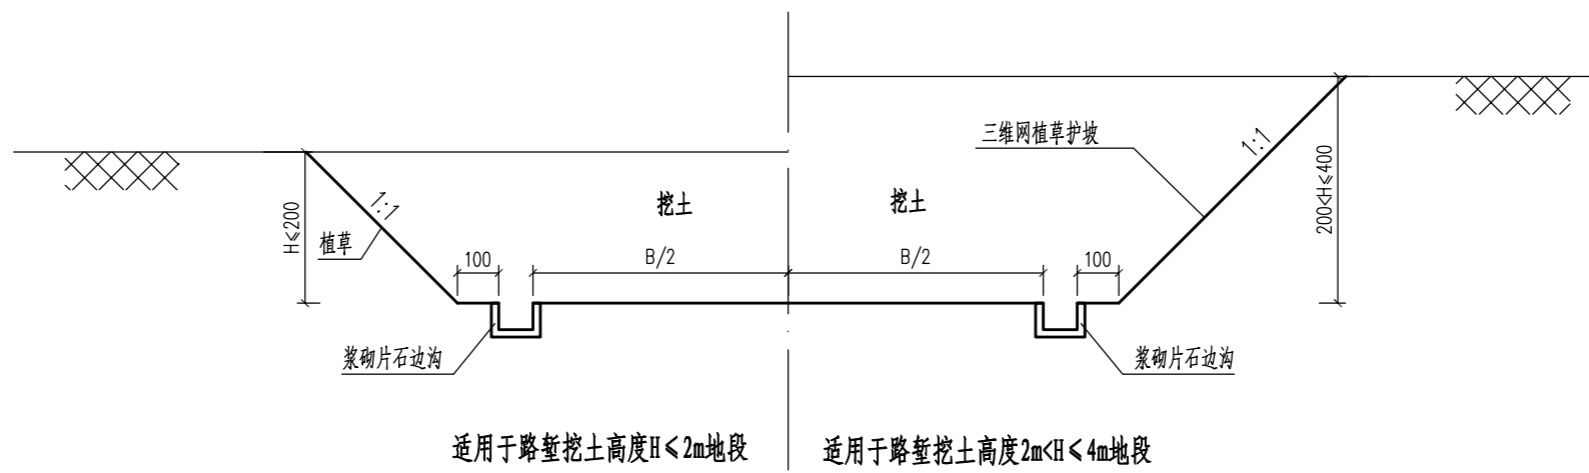 三维网植草护坡
1:1
1:1
200<H≤400
H≤200
植草
挖土
挖土
100
B/2
B/2
100
浆砌片石边沟
浆砌片石边沟
适用于路堑挖土高度H≤2m地段
适用于路堑挖土高度2m<H≤4m地段